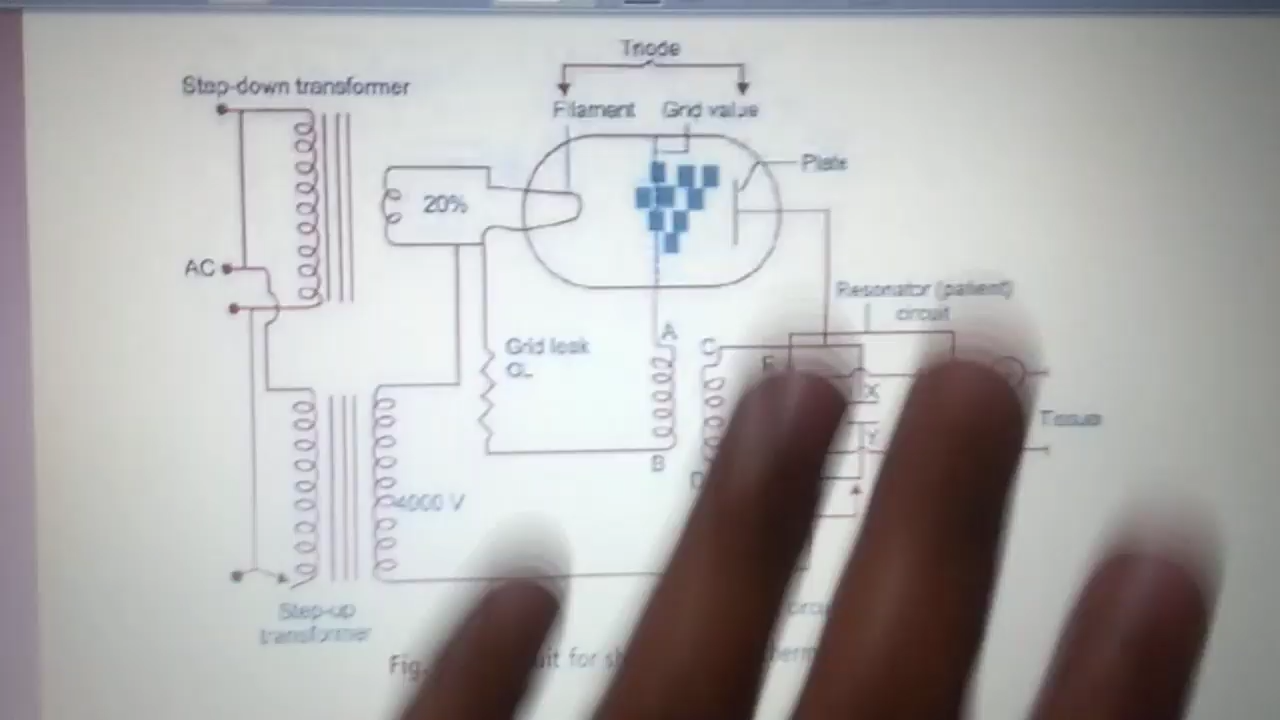 Triode
Step-down transformer
Filament
Grid value
Plate
20%
AC
Resonator (patient)
circuit
A
Grid leak
C
X
Tissue
Y
B
4000 V
Step-up
transformer
Fig.
for